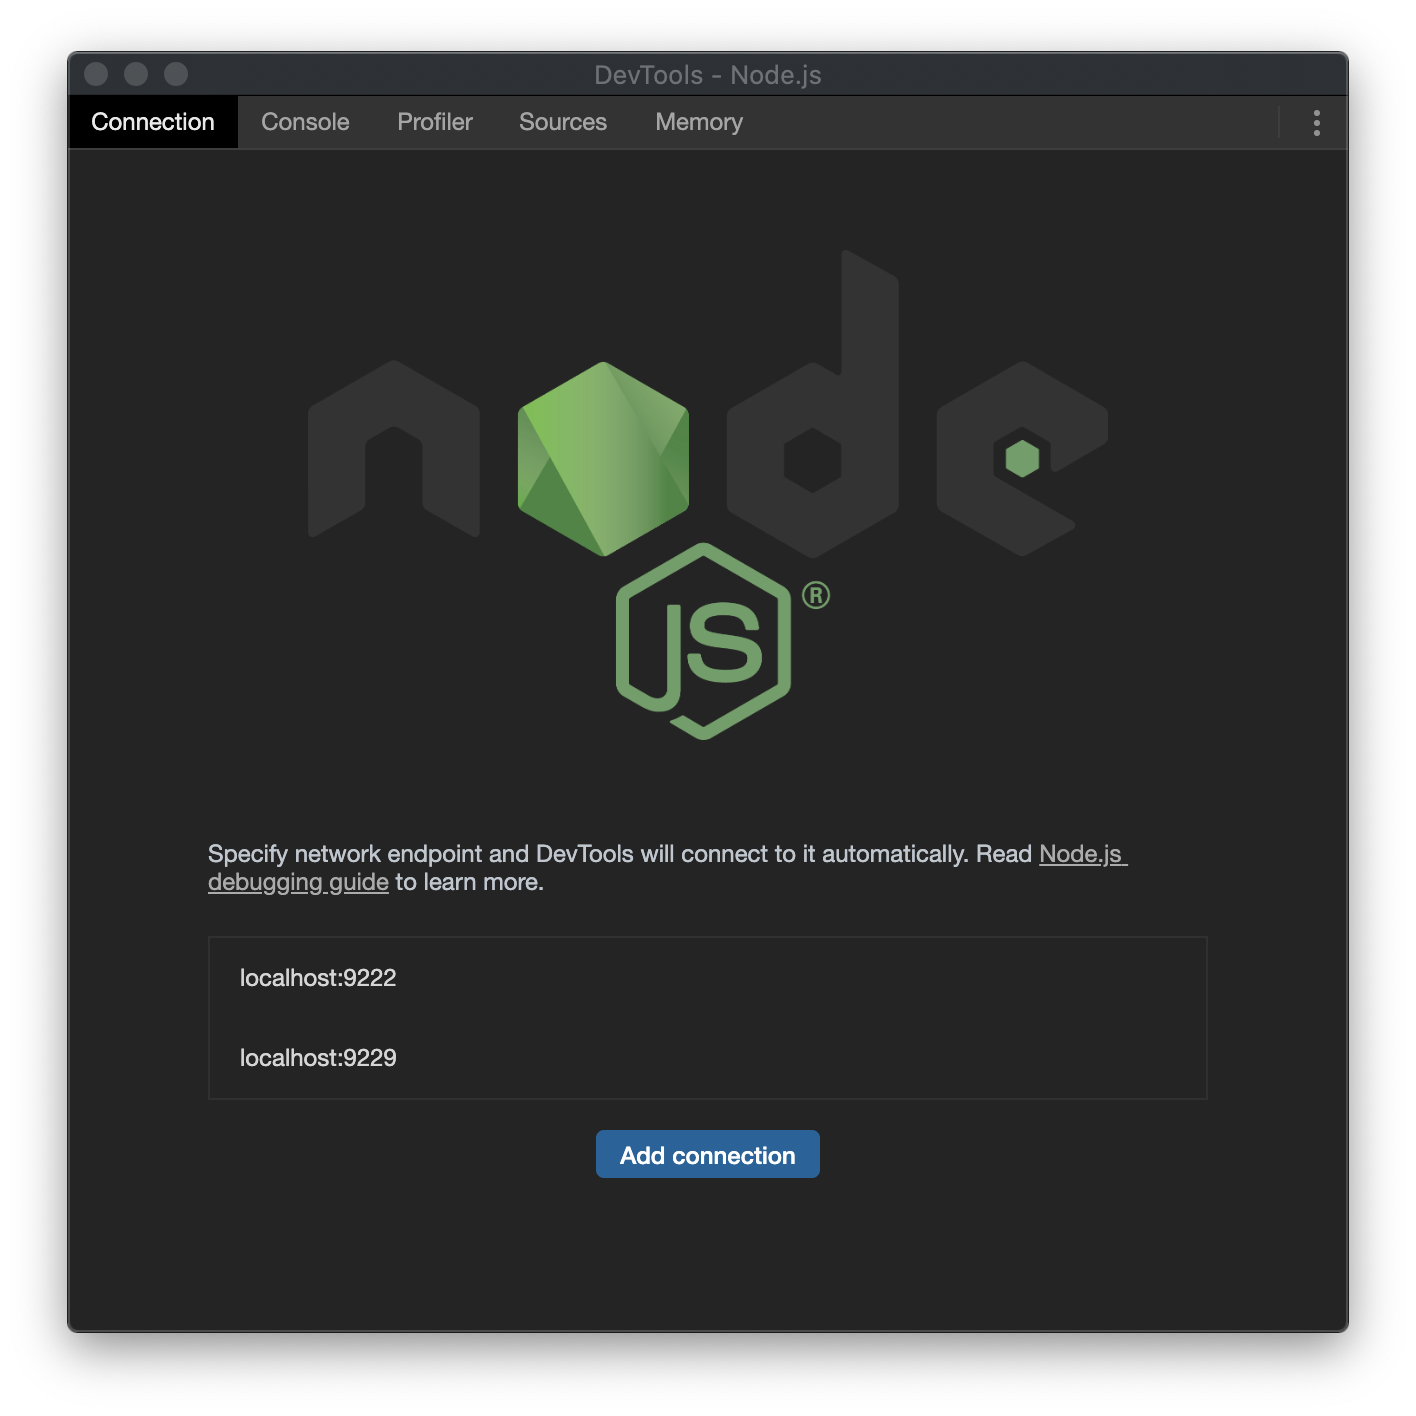 DevTools - Node.js
Connection Console Profiler Sources Memory
node
JS ®
Specify network endpoint and DevTools will connect to it automatically. Read Node.js
debugging guide to learn more.
localhost:9222
localhost:9229
Add connection